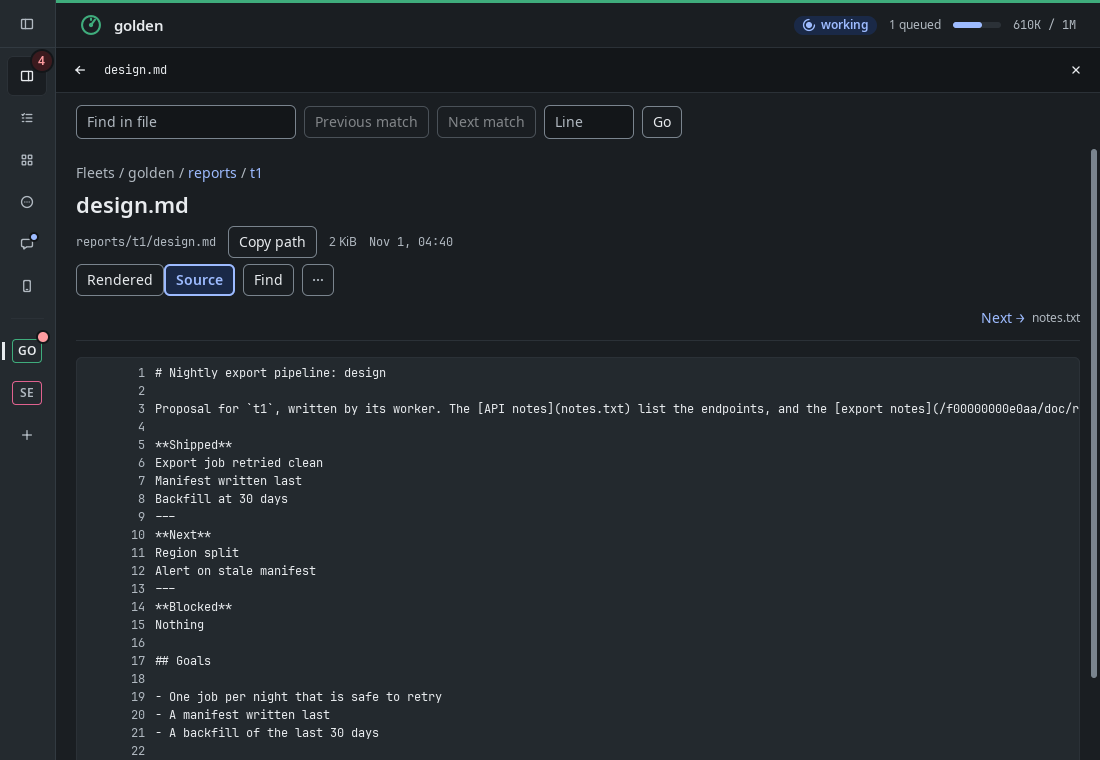 golden
working
1 queued
610K / 1M
4
design.md
Find in file
Previous match
Next match
Line
Go
Fleets / golden / reports / t1
design.md
reports/t1/design.md
Copy path
2 KiB
Nov 1, 04:40
Rendered
Source
Find
...
Next → notes.txt
GO
SE
1 # Nightly export pipeline: design
2
3 Proposal for `t1`, written by its worker. The [API notes](notes.txt) list the endpoints, and the [export notes](/f00000000e0aa/doc/r
4
5 **Shipped**
6 Export job retried clean
7 Manifest written last
8 Backfill at 30 days
9 ---
10 **Next**
11 Region split
12 Alert on stale manifest
13 ---
14 **Blocked**
15 Nothing
16
17 ## Goals
18
19 - One job per night that is safe to retry
20 - A manifest written last
21 - A backfill of the last 30 days
22